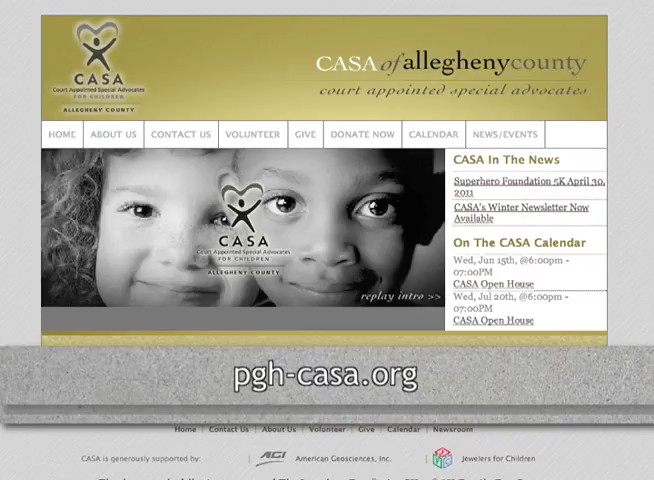 CASA
Court Appointed Special Advocates
FOR CHILDREN
ALLEGHENY COUNTY
CASA of alleghenycounty
court appointed special advocates
HOME ABOUT US CONTACT US VOLUNTEER GIVE DONATE NOW CALENDAR NEWS/EVENTS
CASA
Court Appointed Special Advocates
FOR CHILDREN
ALLEGHENY COUNTY
replay intro >>
CASA In The News
Superhero Foundation 5K April 30,
2011
CASA's Winter Newsletter Now
Available
On The CASA Calendar
Wed, Jun 15th, @6:00pm -
07:00PM
CASA Open House
Wed, Jul 20th, @6:00pm -
07:00PM
CASA Open House
pgh-casa.org
Home | Contact Us | About Us | Volunteer | Give | Calendar | Newsroom
CASA is generously supported by: | AGI American Geosciences, Inc. | Jewelers for Children